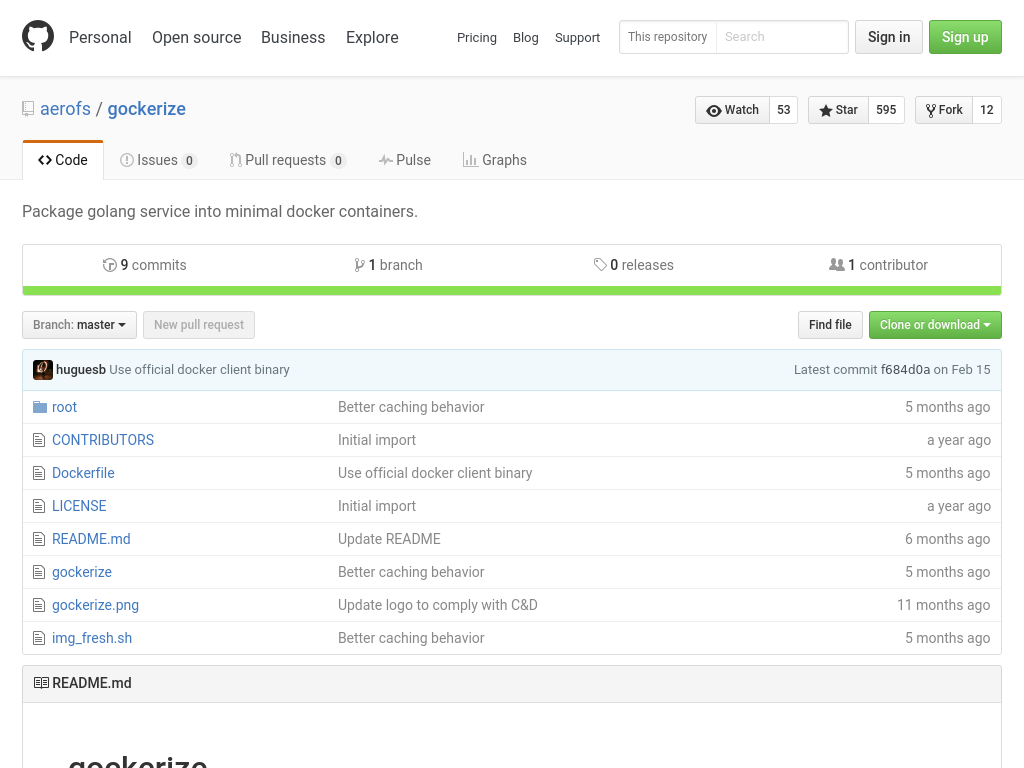 Personal Open source Business Explore Pricing Blog Support This repository Search Sign in Sign up
aerofs / gockerize Watch 53 Star 595 Fork 12
Code Issues 0 Pull requests 0 Pulse Graphs
Package golang service into minimal docker containers.
9 commits 1 branch 0 releases 1 contributor
Branch: master New pull request Find file Clone or download
huguesb Use official docker client binary Latest commit f684d0a on Feb 15
root Better caching behavior 5 months ago
CONTRIBUTORS Initial import a year ago
Dockerfile Use official docker client binary 5 months ago
LICENSE Initial import a year ago
README.md Update README 6 months ago
gockerize Better caching behavior 5 months ago
gockerize.png Update logo to comply with C&D 11 months ago
img_fresh.sh Better caching behavior 5 months ago
README.md
gockerize